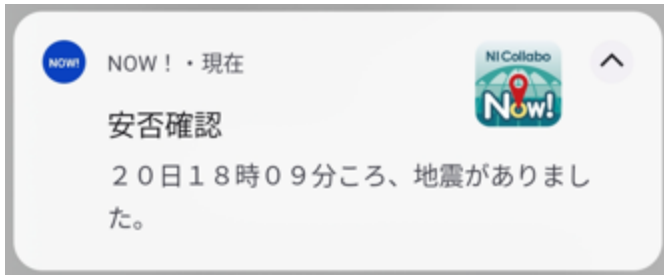 NOW!
NOW！・現在
NI Collabo
Now!
安否確認
２０日１８時０９分ころ、地震がありまし
た。